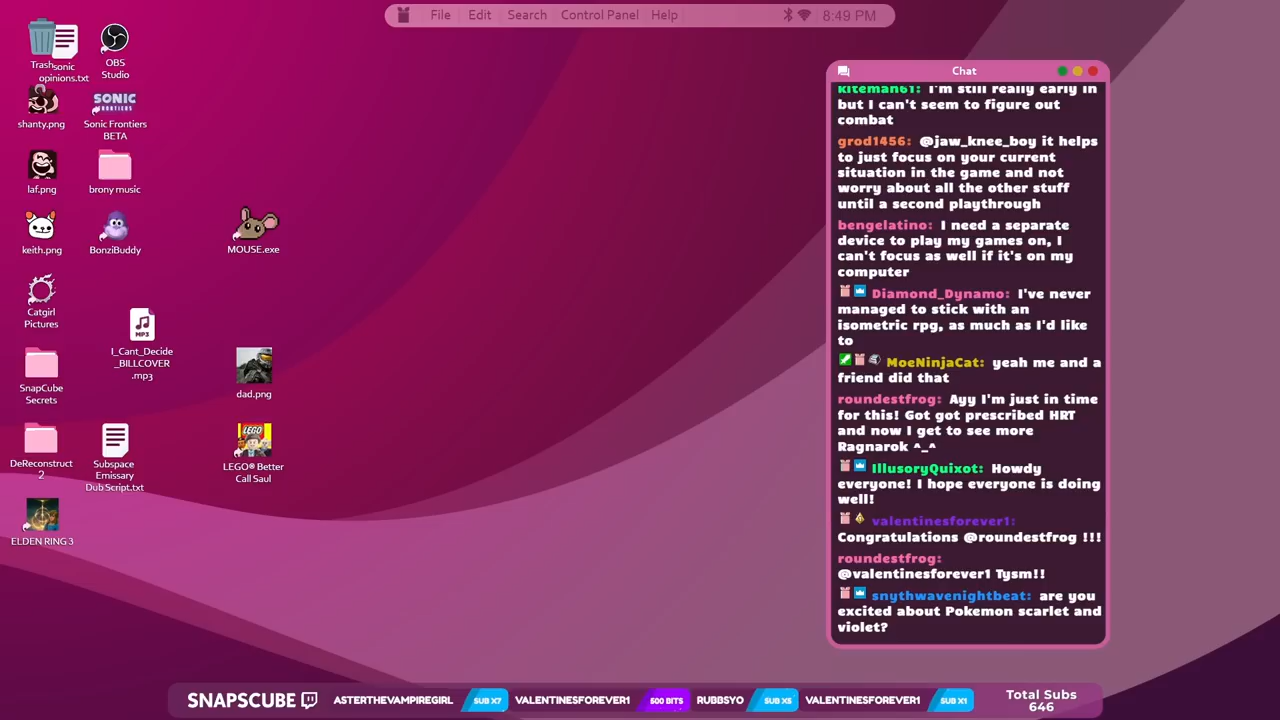 File Edit Search Control Panel Help 8:49 PM
Trash
sonic
opinions.txt
OBS
Studio
shanty.png
SONIC
FRONTIERS
Sonic Frontiers
BETA
laf.png
brony music
keith.png
BonziBuddy
MOUSE.exe
Catgirl
Pictures
MP3
I_Cant_Decide
_BILLCOVER
.mp3
dad.png
SnapCube
Secrets
DeReconstruct
2
Subspace
Emissary
Dub Script.txt
LEGO
LEGO® Better
Call Saul
ELDEN RING 3
Chat
kiteman61: I'm still really early in
but I can't seem to figure out
combat
grod1456: @jaw_knee_boy it helps
to just focus on your current
situation in the game and not
worry about all the other stuff
until a second playthrough
bengelatino: I need a separate
device to play my games on, I
can't focus as well if it's on my
computer
Diamond_Dynamo: I've never
managed to stick with an
isometric rpg, as much as I'd like
to
MoeNinjaCat: yeah me and a
friend did that
roundestfrog: Ayy I'm just in time
for this! Got got prescribed HRT
and now I get to see more
Ragnarok ^_^
IllusoryQuixot: Howdy
everyone! I hope everyone is doing
well!
valentinesforever1:
Congratulations @roundestfrog !!!
roundestfrog:
@valentinesforever1 Tysm!!
snythwavenightbeat: are you
excited about Pokemon scarlet and
violet?
SNAPSCUBE ASTERTHEVAMPIREGIRL SUB X7 VALENTINESFOREVER1 500 BITS RUBBSYO SUB X5 VALENTINESFOREVER1 SUB X1 Total Subs
646